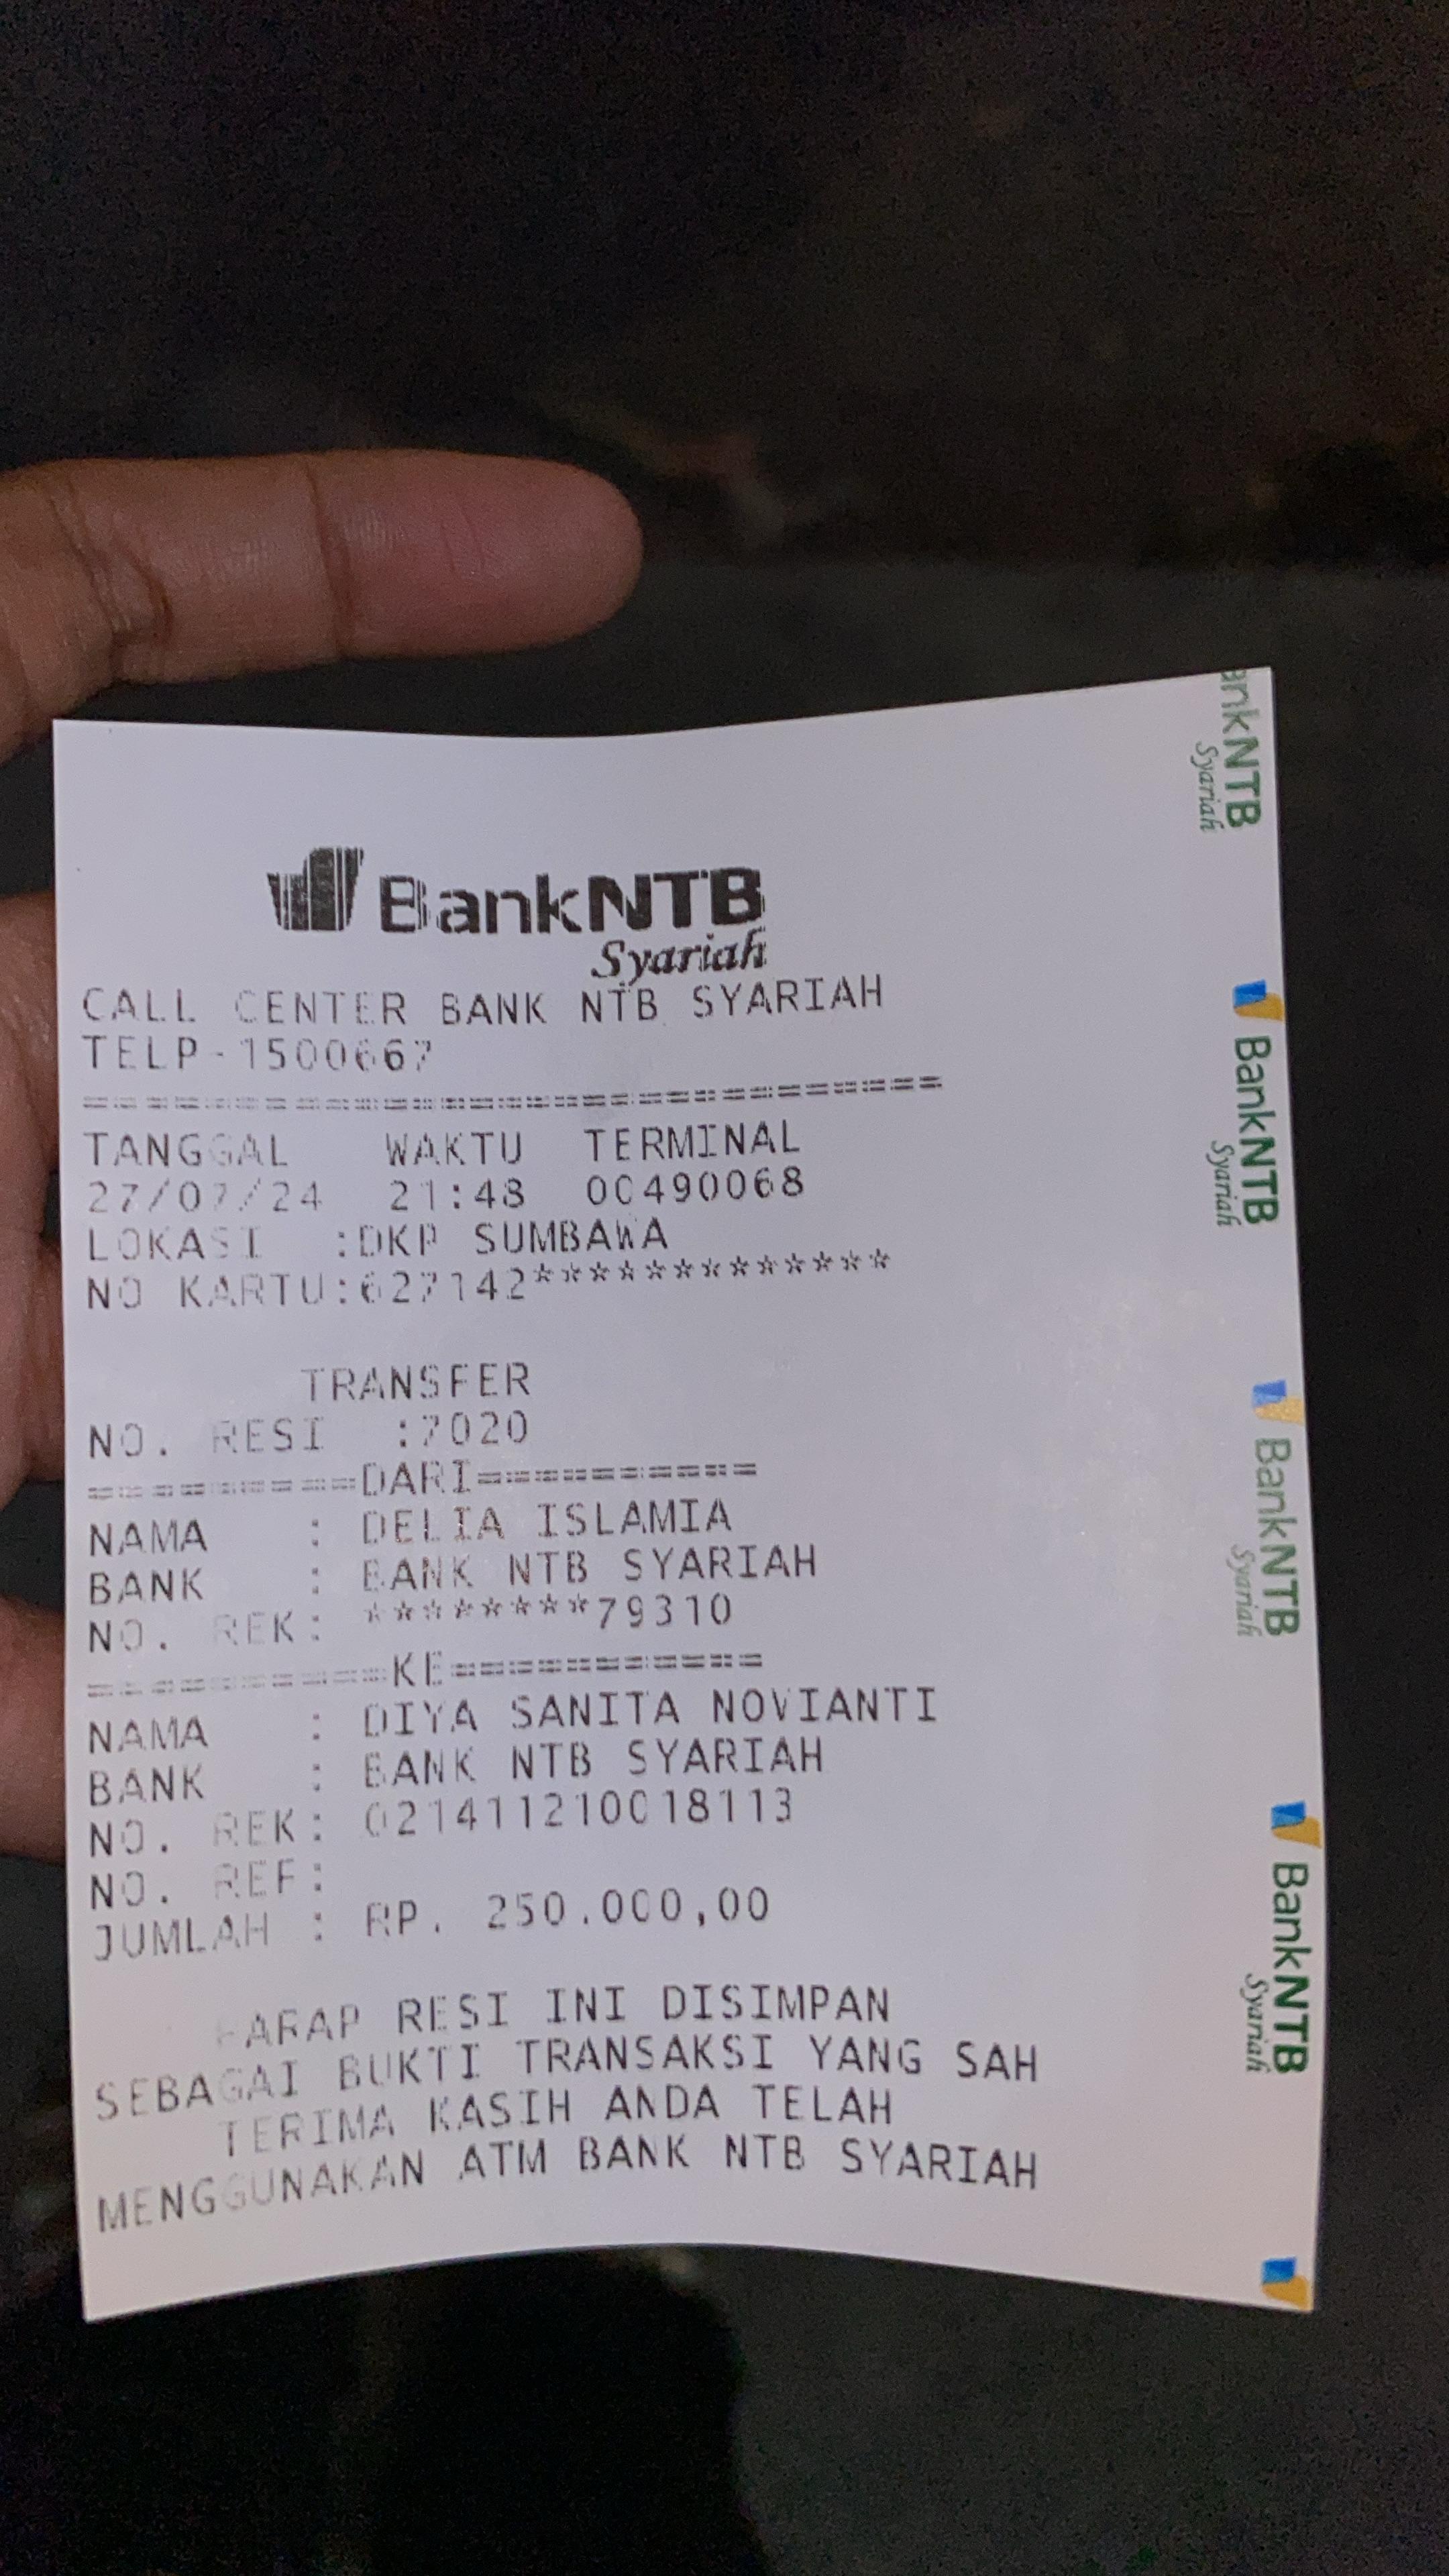 BankNTB
Syariah
CALL CENTER BANK NTB SYARIAH
TELP-1500667
==============================
TANGGAL WAKTU TERMINAL
27/07/24 21:48 00490068
LOKASI :DKP SUMBAWA
NO KARTU:627142*************
TRANSFER
NO. RESI :7020
==========DARI==========
NAMA : DELIA ISLAMIA
BANK : BANK NTB SYARIAH
NO. REK: ********79310
===========KE===========
NAMA : DIYA SANITA NOVIANTI
BANK : BANK NTB SYARIAH
NO. REK: 021411210018113
NO. REF:
JUMLAH : RP. 250.000,00
HARAP RESI INI DISIMPAN
SEBAGAI BUKTI TRANSAKSI YANG SAH
TERIMA KASIH ANDA TELAH
MENGGUNAKAN ATM BANK NTB SYARIAH
ankNTB
Syariah
BankNTB
Syariah
BankNTB
Syariah
BankNTB
Syariah